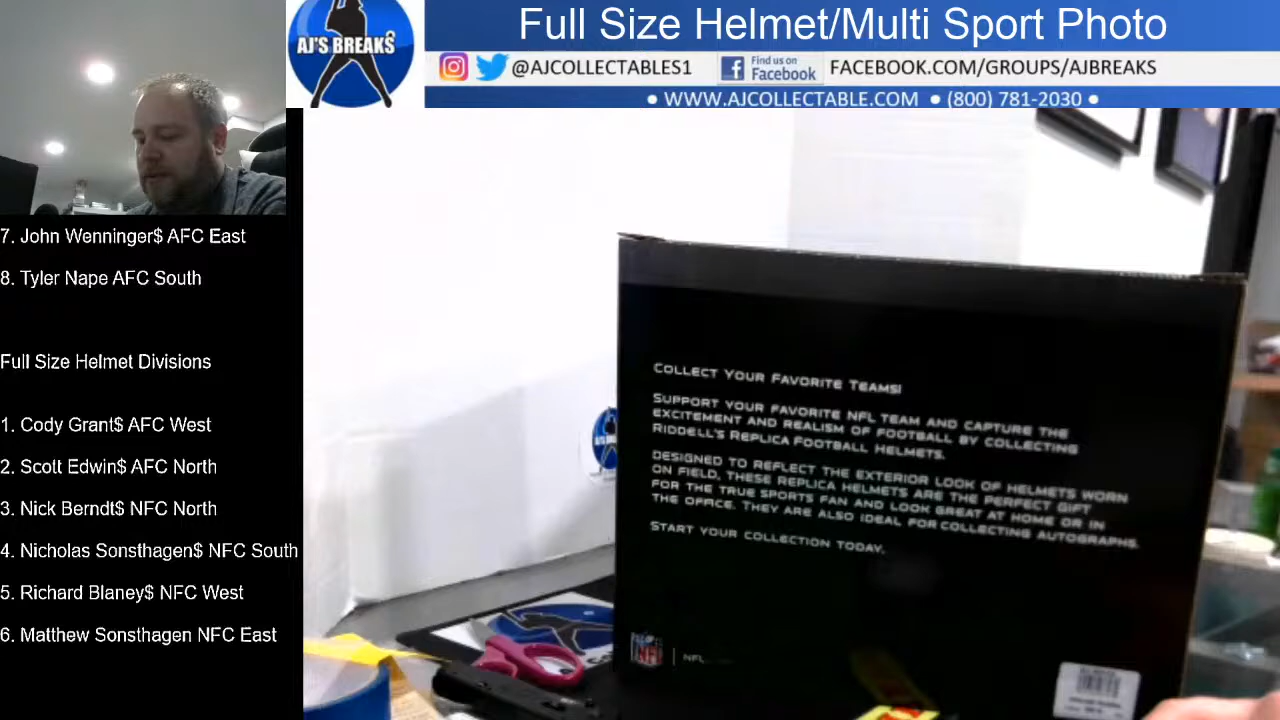 AJ'S BREAKS
Full Size Helmet/Multi Sport Photo
@AJCOLLECTABLES1
Find us on
Facebook
FACEBOOK.COM/GROUPS/AJBREAKS
• WWW.AJCOLLECTABLE.COM • (800) 781-2030 •
7. John Wenninger$ AFC East
8. Tyler Nape AFC South
Full Size Helmet Divisions
1. Cody Grant$ AFC West
2. Scott Edwin$ AFC North
3. Nick Berndt$ NFC North
4. Nicholas Sonsthagen$ NFC South
5. Richard Blaney$ NFC West
6. Matthew Sonsthagen NFC East
COLLECT YOUR FAVORITE TEAMS!
SUPPORT YOUR FAVORITE NFL TEAM AND CAPTURE THE
EXCITEMENT AND REALISM OF FOOTBALL BY COLLECTING
RIDDELL'S REPLICA FOOTBALL HELMETS.
DESIGNED TO REFLECT THE EXTERIOR LOOK OF HELMETS WORN
ON FIELD, THESE REPLICA HELMETS ARE THE PERFECT GIFT
FOR THE TRUE SPORTS FAN AND LOOK GREAT AT HOME OR IN
THE OFFICE. THEY ARE ALSO IDEAL FOR COLLECTING AUTOGRAPHS.
START YOUR COLLECTION TODAY.
NFL